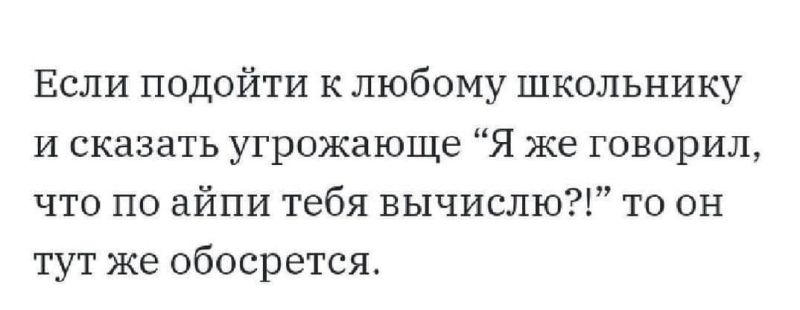 Если подойти к любому школьнику
и сказать угрожающе “Я же говорил,
что по айпи тебя вычислю?!” то он
тут же обосрется.